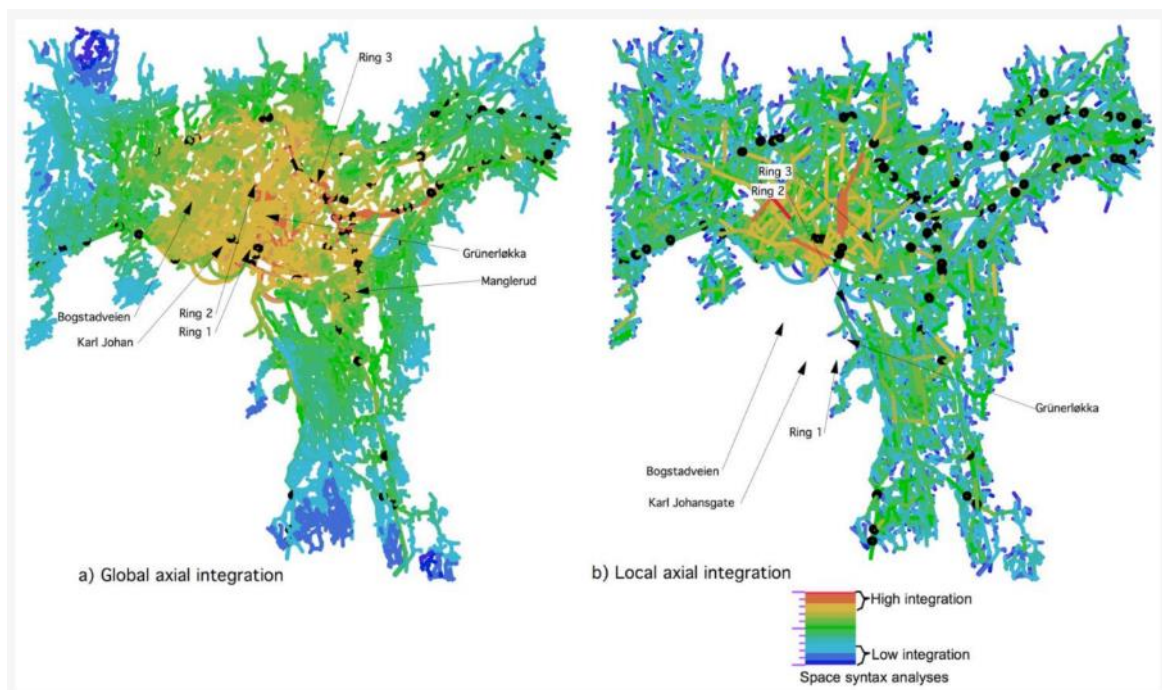 Ring 3
Grünerløkka
Manglerud
Bogstadveien
Ring 2
Karl Johan
Ring 1
a) Global axial integration
Ring 3
Ring 2
Grünerløkka
Ring 1
Bogstadveien
Karl Johansgate
b) Local axial integration
High integration
Low integration
Space syntax analyses